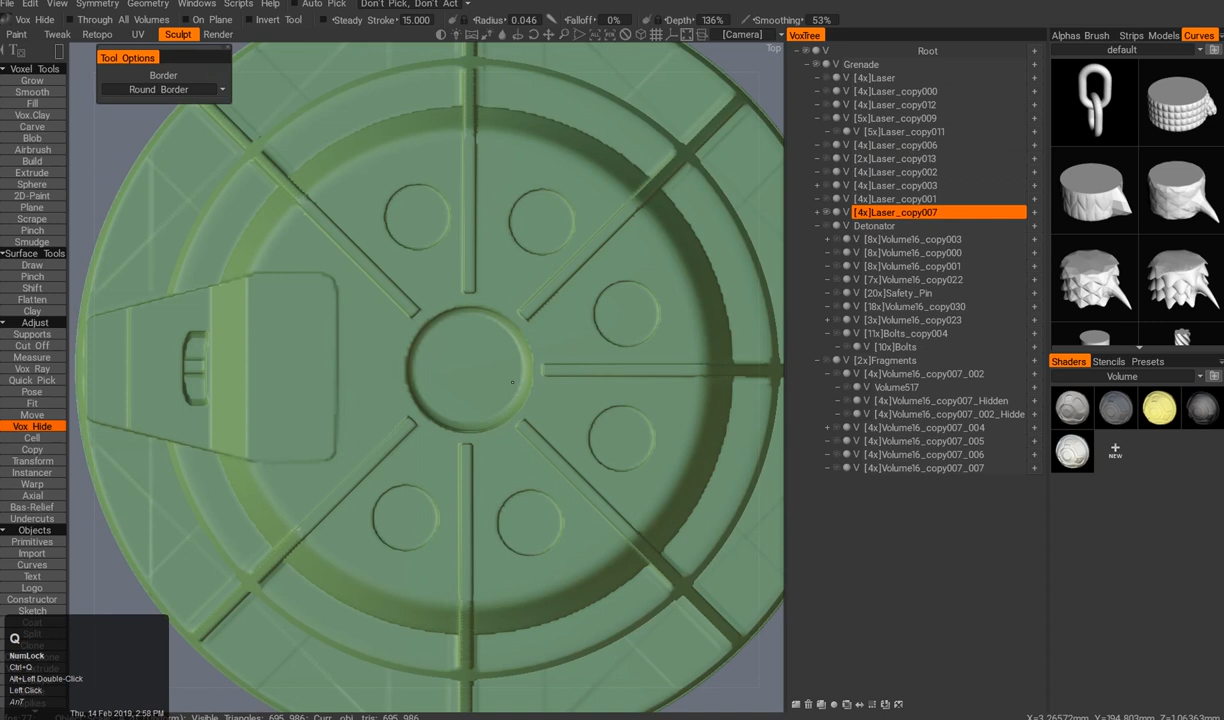 File Edit View Symmetry Geometry Windows Scripts Help Auto Pick Don't Pick, Don't Act
Vox Hide Through All Volumes On Plane Invert Tool Steady Stroke 15.000 Radius: 0.046 Falloff: 0% Depth: 136% Smoothing: 53%
Paint Tweak Retopo UV Sculpt Render [Camera] VoxTree Alphas Brush Strips Models Curves
Top
default
Tool Options
Border
Round Border
Voxel Tools
Grow
Smooth
Fill
Vox.Clay
Carve
Blob
Airbrush
Build
Extrude
Sphere
2D-Paint
Plane
Scrape
Pinch
Smudge
Surface Tools
Draw
Pinch
Shift
Flatten
Clay
Adjust
Supports
Cut Off
Measure
Vox Ray
Quick Pick
Pose
Fit
Move
Vox Hide
Cell
Copy
Transform
Instancer
Warp
Axial
Bas-Relief
Undercuts
Objects
Primitives
Import
Curves
Text
Logo
Constructor
Sketch
Coat
Split
Q
NumLock
Ctrl+Q
Alt+Left Double-Click
Left Click
AnT
Thu, 14 Feb 2019, 2:58 PM
Visible Triangles: 695,986; Curr. obj tris: 695,986;
V Root +
V Grenade +
V [4x]Laser +
V [4x]Laser_copy000 +
V [4x]Laser_copy012 +
V [5x]Laser_copy009 +
V [5x]Laser_copy011 +
V [4x]Laser_copy006 +
V [2x]Laser_copy013 +
V [4x]Laser_copy002 +
V [4x]Laser_copy003 +
V [4x]Laser_copy001 +
V [4x]Laser_copy007 +
V Detonator +
V [8x]Volume16_copy003 +
V [8x]Volume16_copy000 +
V [8x]Volume16_copy001 +
V [7x]Volume16_copy022 +
V [20x]Safety_Pin +
V [18x]Volume16_copy030 +
V [3x]Volume16_copy023 +
V [11x]Bolts_copy004 +
V [10x]Bolts +
V [2x]Fragments +
V [4x]Volume16_copy007_002 +
V Volume517 +
V [4x]Volume16_copy007_Hidden +
V [4x]Volume16_copy007_002_Hidde +
V [4x]Volume16_copy007_004 +
V [4x]Volume16_copy007_005 +
V [4x]Volume16_copy007_006 +
V [4x]Volume16_copy007_007 +
Shaders Stencils Presets
Volume
+
NEW
X=3.26572mm Y=194.803mm Z=1.06363mm